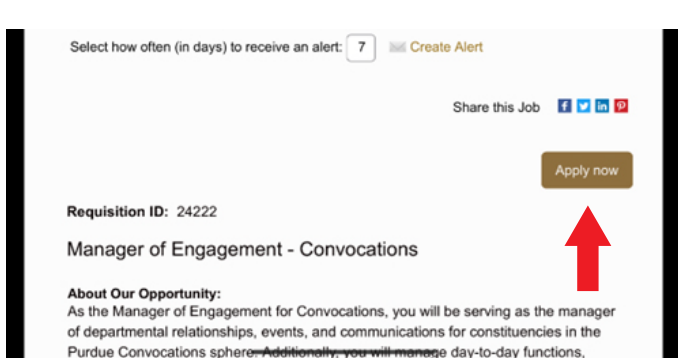 Select how often (in days) to receive an alert: 7 Create Alert
Share this Job
Apply now
Requisition ID: 24222
Manager of Engagement - Convocations
About Our Opportunity:
As the Manager of Engagement for Convocations, you will be serving as the manager
of departmental relationships, events, and communications for constituencies in the
Purdue Convocations sphere. Additionally, you will manage day-to-day functions,